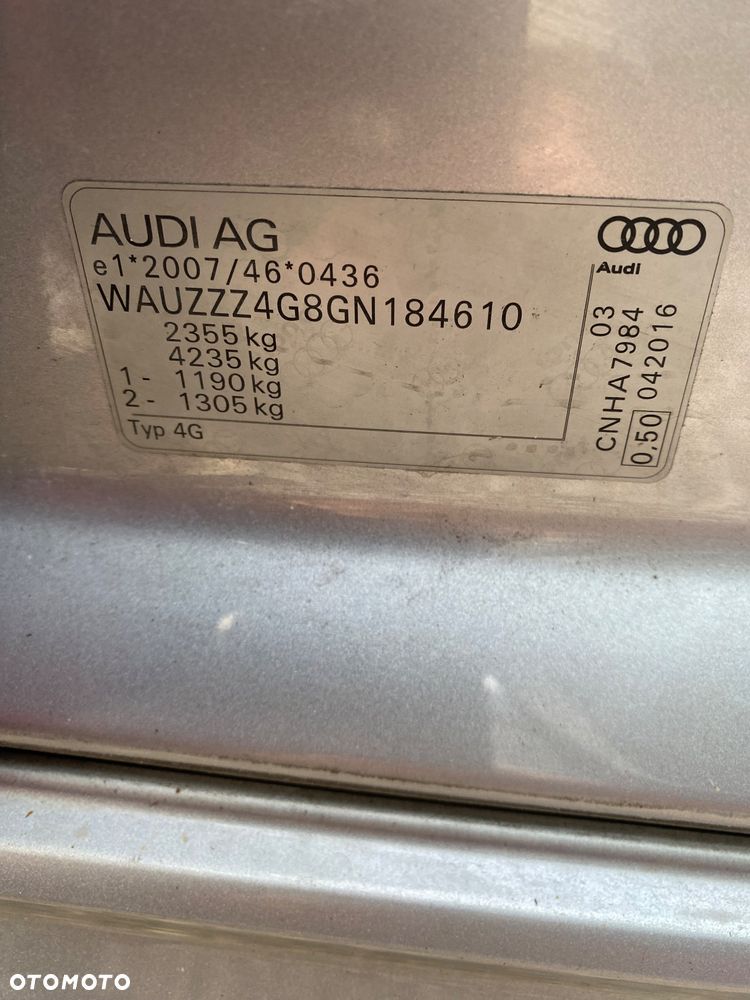 AUDI AG
e1*2007/46*0436
WAUZZZ4G8GN184610
2355 kg
4235 kg
1 - 1190 kg
2 - 1305 kg
Typ 4G
Audi
03
CNHA7984
0,50 042016
OTOMOTO